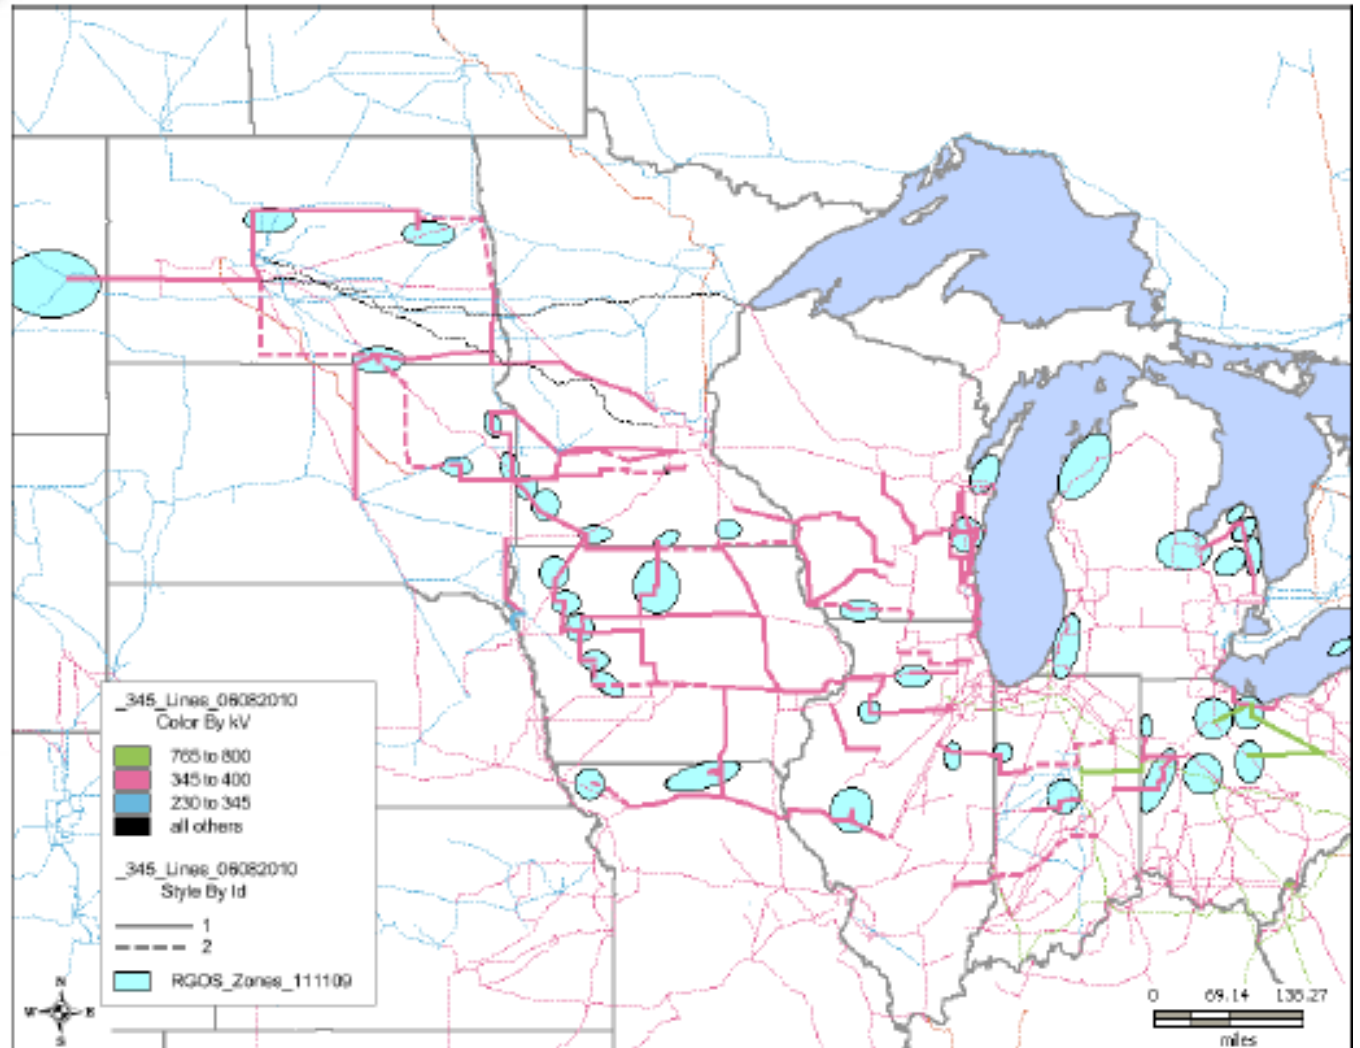 _345_Lines_06082010
Color By kV
765 to 800
345 to 400
230 to 345
all others
_345_Lines_06082010
Style By Id
1
2
RGOS_Zones_111109
N
W
E
S
0 69.14 138.27
miles